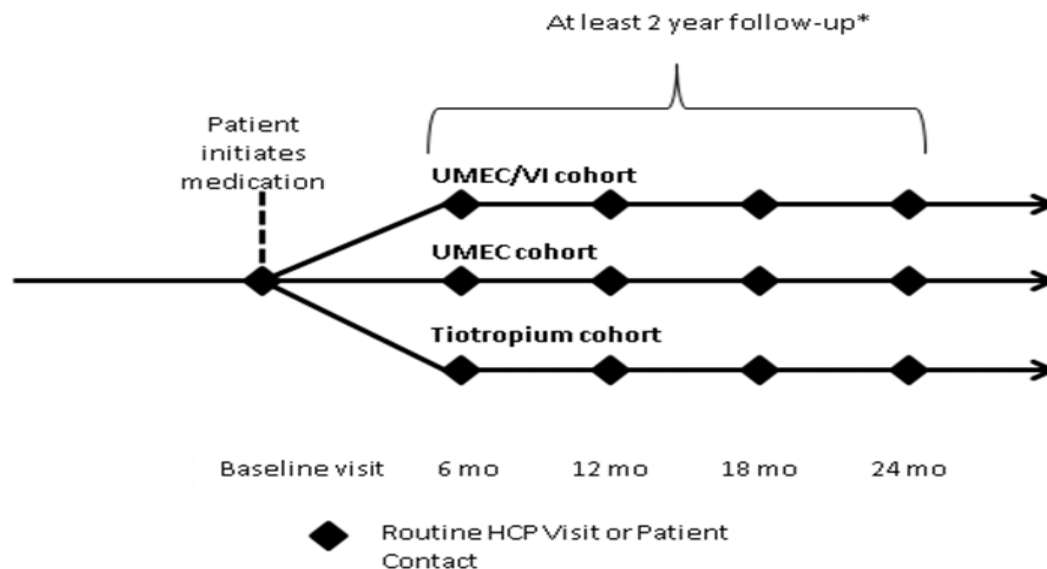 At least 2 year follow-up*
Patient
initiates
medication
UMEC/VI cohort
UMEC cohort
Tiotropium cohort
Baseline visit 6 mo 12 mo 18 mo 24 mo
Routine HCP Visit or Patient
Contact